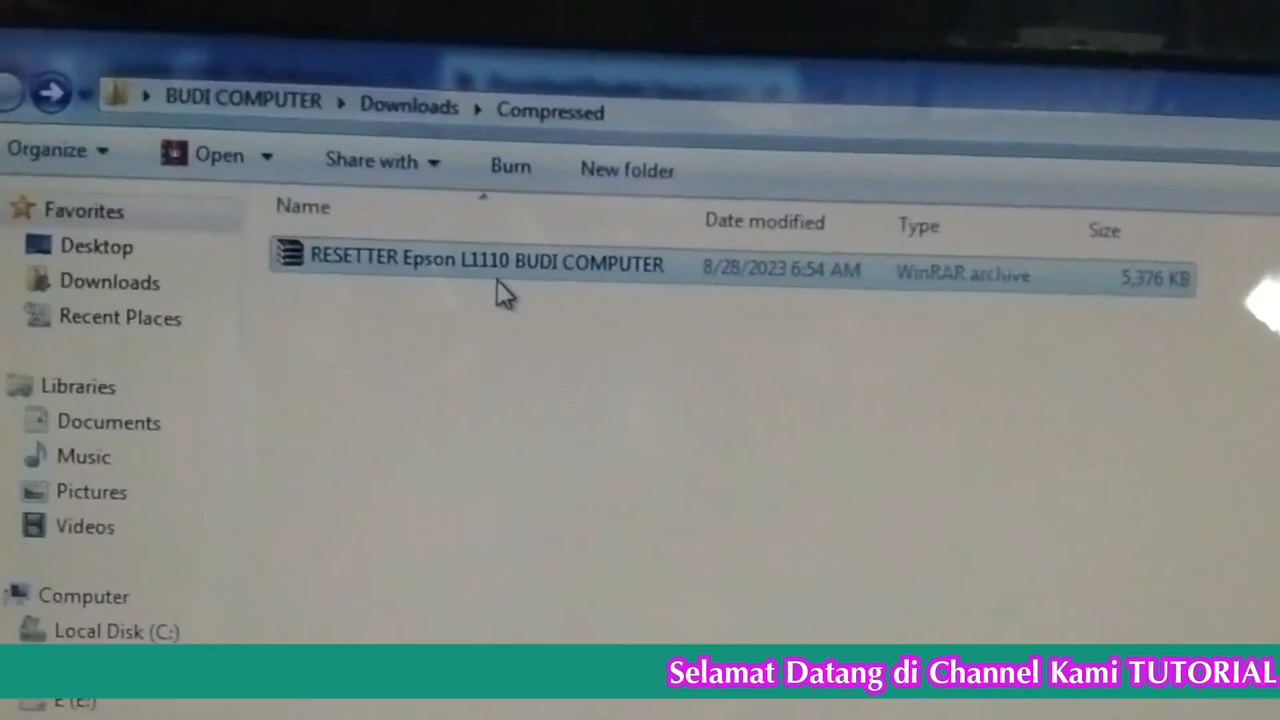 BUDI COMPUTER Downloads Compressed
Organize Open Share with Burn New folder
Name Date modified Type Size
RESETTER Epson L1110 BUDI COMPUTER 8/28/2023 6:54 AM WinRAR archive 5,376 KB
Favorites
Desktop
Downloads
Recent Places
Libraries
Documents
Music
Pictures
Videos
Computer
Local Disk (C:)
Selamat Datang di Channel Kami TUTORIAL
E (E:)